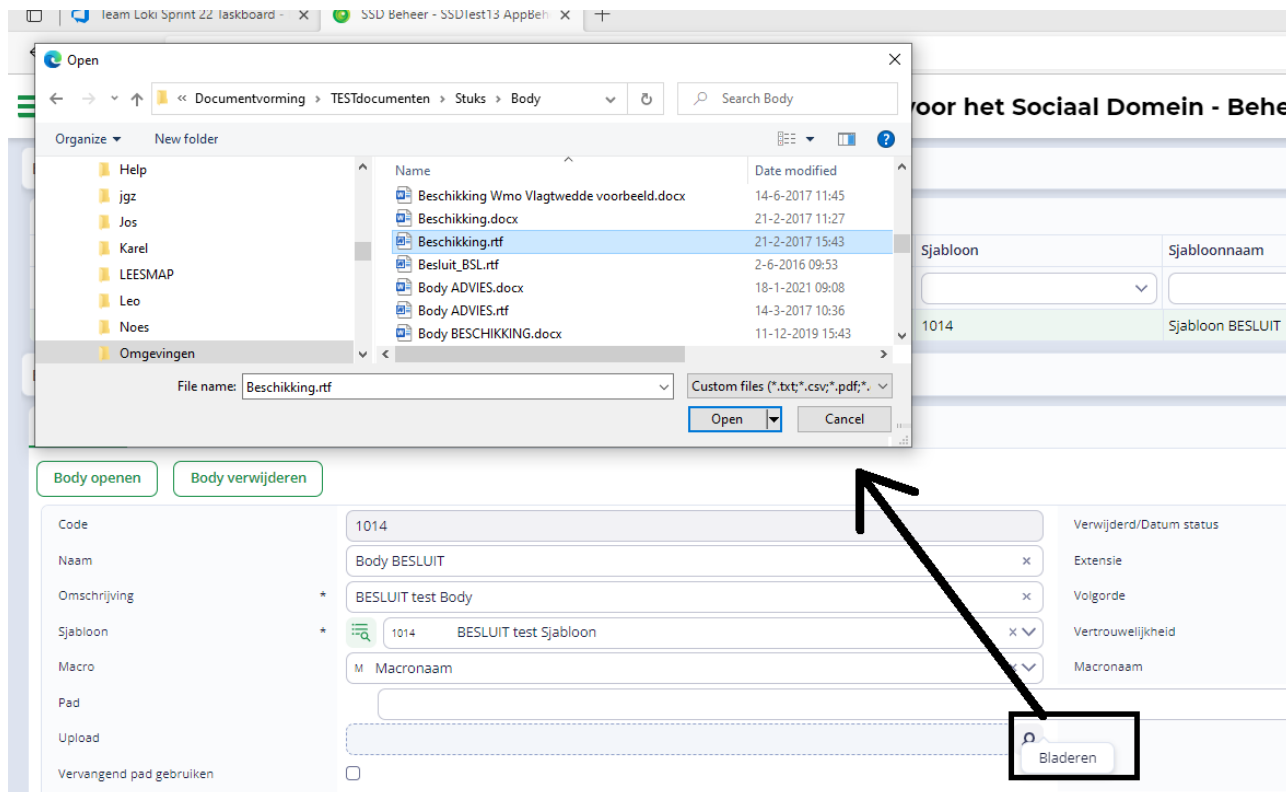 Team Loki Sprint 22 Taskboard -
SSD Beheer - SSDTest13 AppBeh
Open
« Documentvorming › TESTdocumenten › Stuks › Body
Search Body
Organize
New folder
Help
jgz
Jos
Karel
LEESMAP
Leo
Noes
Omgevingen
Name Date modified
Beschikking Wmo Vlagtwedde voorbeeld.docx 14-6-2017 11:45
Beschikking.docx 21-2-2017 11:27
Beschikking.rtf 21-2-2017 15:43
Besluit_BSL.rtf 2-6-2016 09:53
Body ADVIES.docx 18-1-2021 09:08
Body ADVIES.rtf 14-3-2017 10:36
Body BESCHIKKING.docx 11-12-2019 15:43
File name: Beschikking.rtf
Custom files (*.txt;*.csv;*.pdf;*.
Open Cancel
voor het Sociaal Domein - Behe
Sjabloon Sjabloonnaam
1014 Sjabloon BESLUIT
Body openen Body verwijderen
Code 1014 Verwijderd/Datum status
Naam Body BESLUIT Extensie
Omschrijving * BESLUIT test Body Volgorde
Sjabloon * 1014 BESLUIT test Sjabloon Vertrouwelijkheid
Macro M Macronaam Macronaam
Pad
Upload
Bladeren
Vervangend pad gebruiken